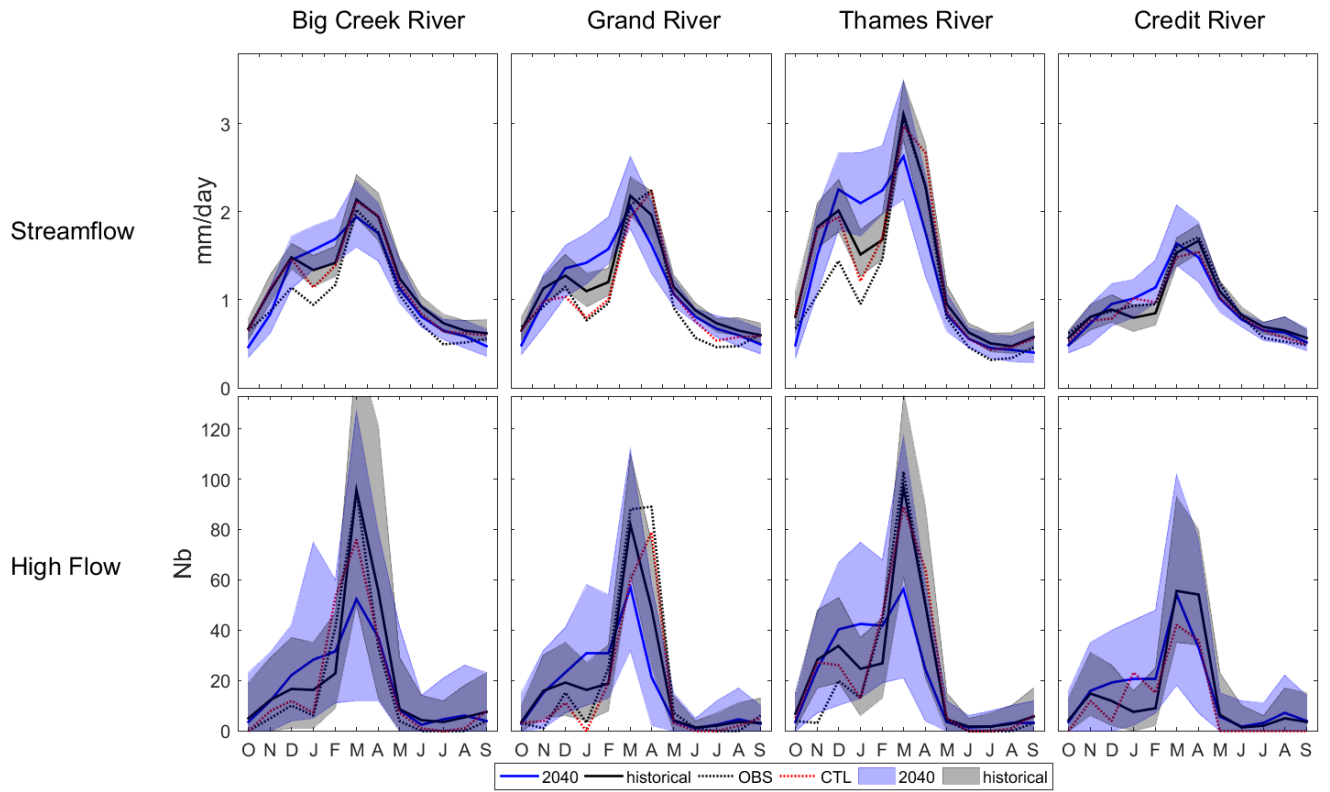 Big Creek River Grand River Thames River Credit River
Streamflow
mm/day
3
2
1
0
High Flow
Nb
120
100
80
60
40
20
0
O N D J F M A M J J A S O N D J F M A M J J A S O N D J F M A M J J A S O N D J F M A M J J A S
2040 historical OBS CTL 2040 historical